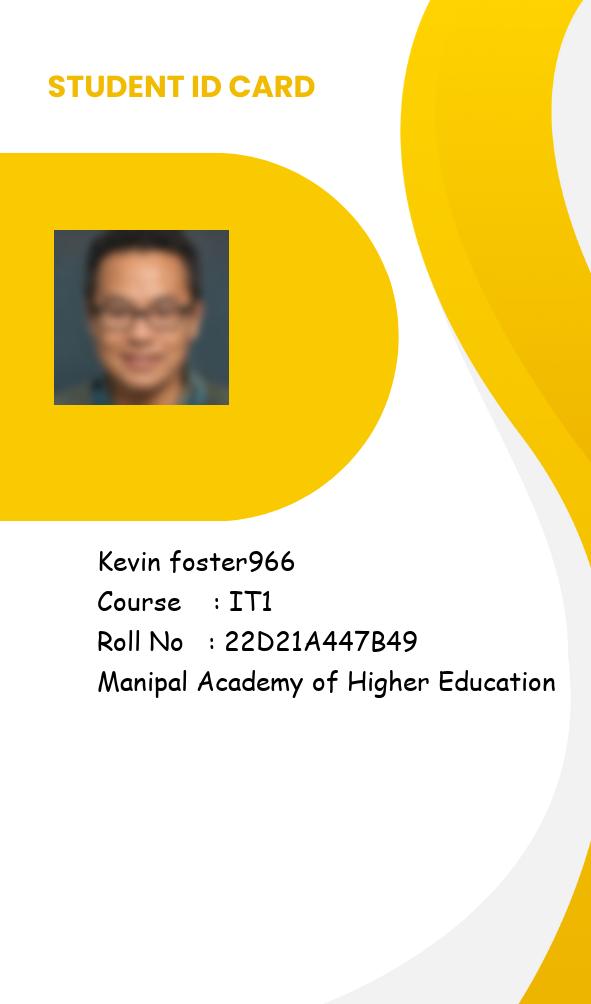 STUDENT ID CARD
Kevin foster966
Course : IT1
Roll No : 22D21A447B49
Manipal Academy of Higher Education